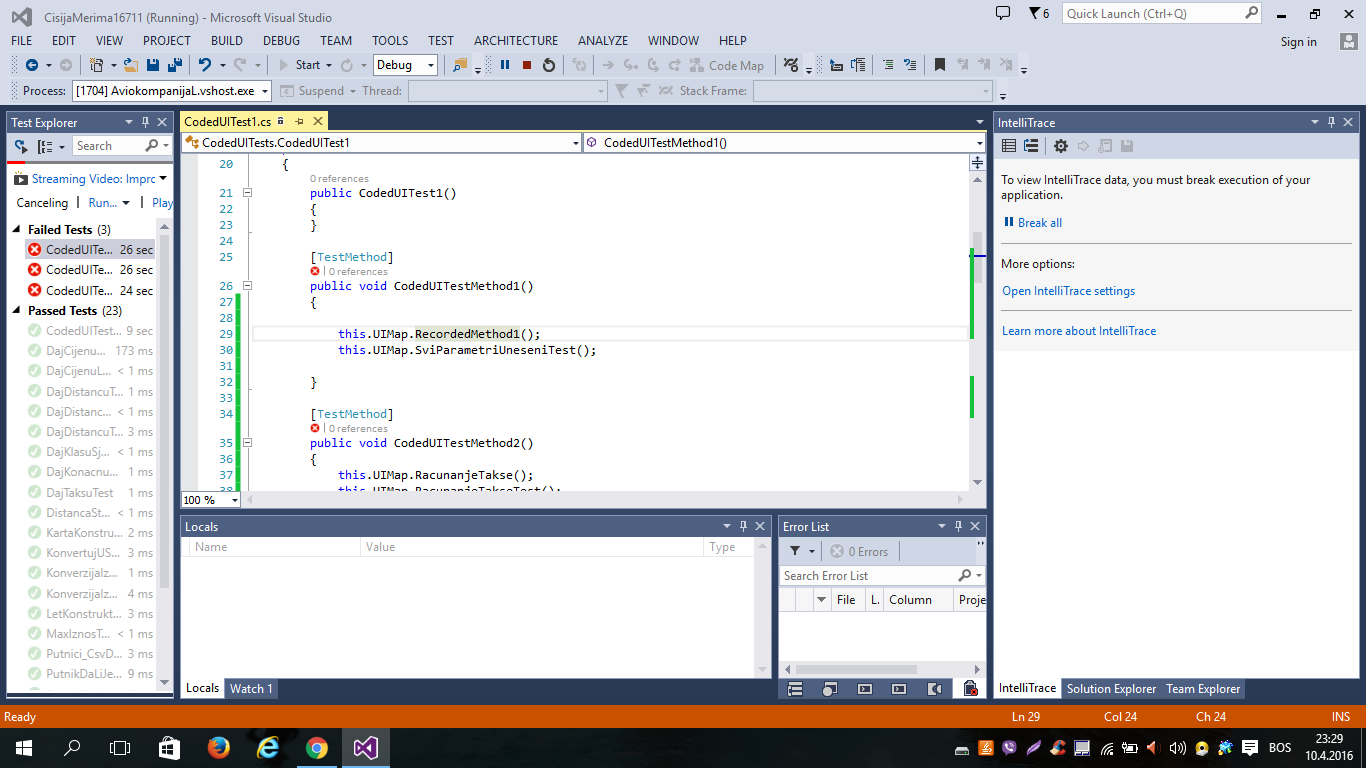 CisijaMerima16711 (Running) - Microsoft Visual Studio
6
Quick Launch (Ctrl+Q)
FILE EDIT VIEW PROJECT BUILD DEBUG TEAM TOOLS TEST ARCHITECTURE ANALYZE WINDOW HELP
Sign in
Start Debug Code Map
Process: [1704] AviokompanijaL.vshost.exe Suspend Thread: Stack Frame:
Test Explorer
Search
Streaming Video: Impro
Canceling Run... Play
Failed Tests (3)
CodedUITe... 26 sec
CodedUITe... 26 sec
CodedUITe... 24 sec
Passed Tests (23)
CodedUITest... 9 sec
DajCijenu... 173 ms
DajCijenuL... < 1 ms
DajDistancuT... 1 ms
DajDistanc... < 1 ms
DajDistancuT... 3 ms
DajKlasuSj... < 1 ms
DajKonacnu... 1 ms
DajTaksuTest 1 ms
DistancaSt... < 1 ms
KartaKonstru... 2 ms
KonvertujUS... 3 ms
KonverzijaIz... 1 ms
KonverzijaIz... 4 ms
LetKonstrukt... 3 ms
MaxIznosT... < 1 ms
Putnici_CsvD... 3 ms
PutnikDaLiJe... 9 ms
CodedUITest1.cs
CodedUITests.CodedUITest1 CodedUITestMethod1()
20 {
0 references
21 public CodedUITest1()
22 {
23 }
24
25 [TestMethod]
0 references
26 public void CodedUITestMethod1()
27 {
28
29 this.UIMap.RecordedMethod1();
30 this.UIMap.SviParametriUneseniTest();
31
32 }
33
34 [TestMethod]
0 references
35 public void CodedUITestMethod2()
36 {
37 this.UIMap.RacunanjeTakse();
38 this.UIMap.RacunanjeTakseTest();
100 %
Locals
Name Value Type
Locals Watch 1
Error List
0 Errors
Search Error List
File L. Column Proje
IntelliTrace
To view IntelliTrace data, you must break execution of your
application.
Break all
More options:
Open IntelliTrace settings
Learn more about IntelliTrace
IntelliTrace Solution Explorer Team Explorer
Ready Ln 29 Col 24 Ch 24 INS
BOS
23:29
10.4.2016